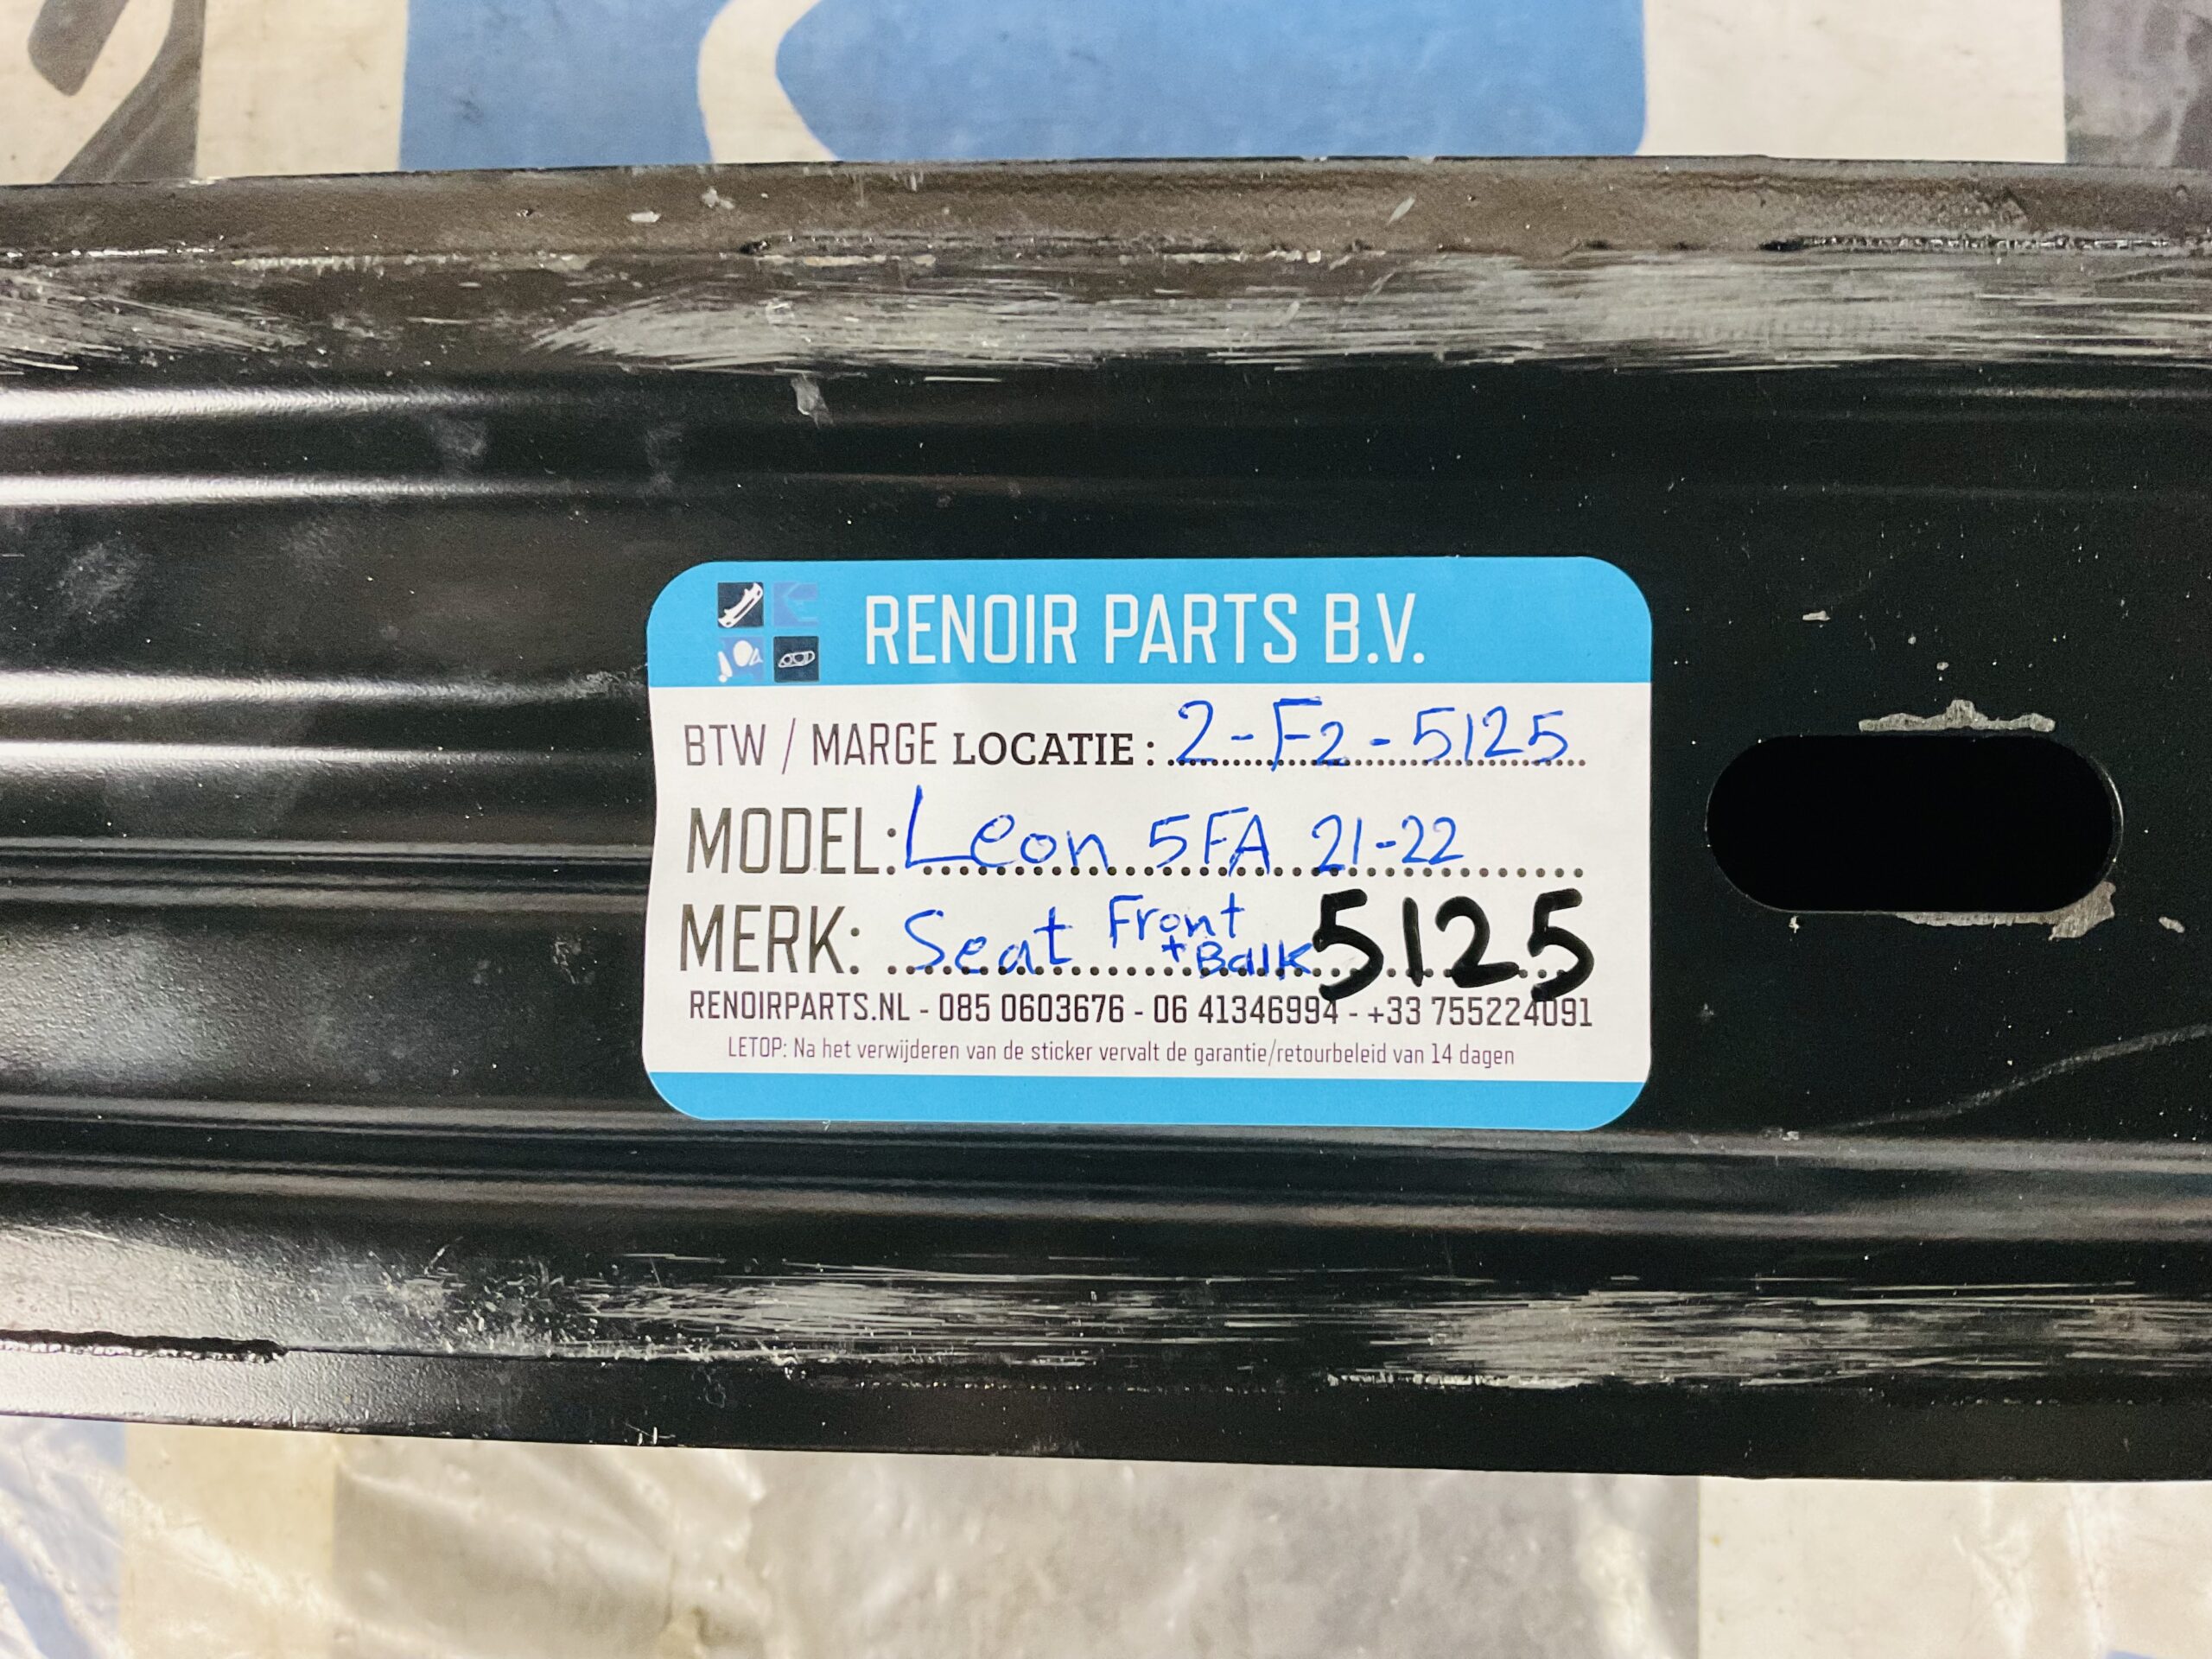 RENOIR PARTS B.V.
BTW / MARGE LOCATIE: 2-F2-5125
MODEL: Leon 5FA 21-22
MERK: Seat Front + Balk 5125
RENOIRPARTS.NL - 085 0603676 - 06 41346994 - +33 755224091
LETOP: Na het verwijderen van de sticker vervalt de garantie/retourbeleid van 14 dagen